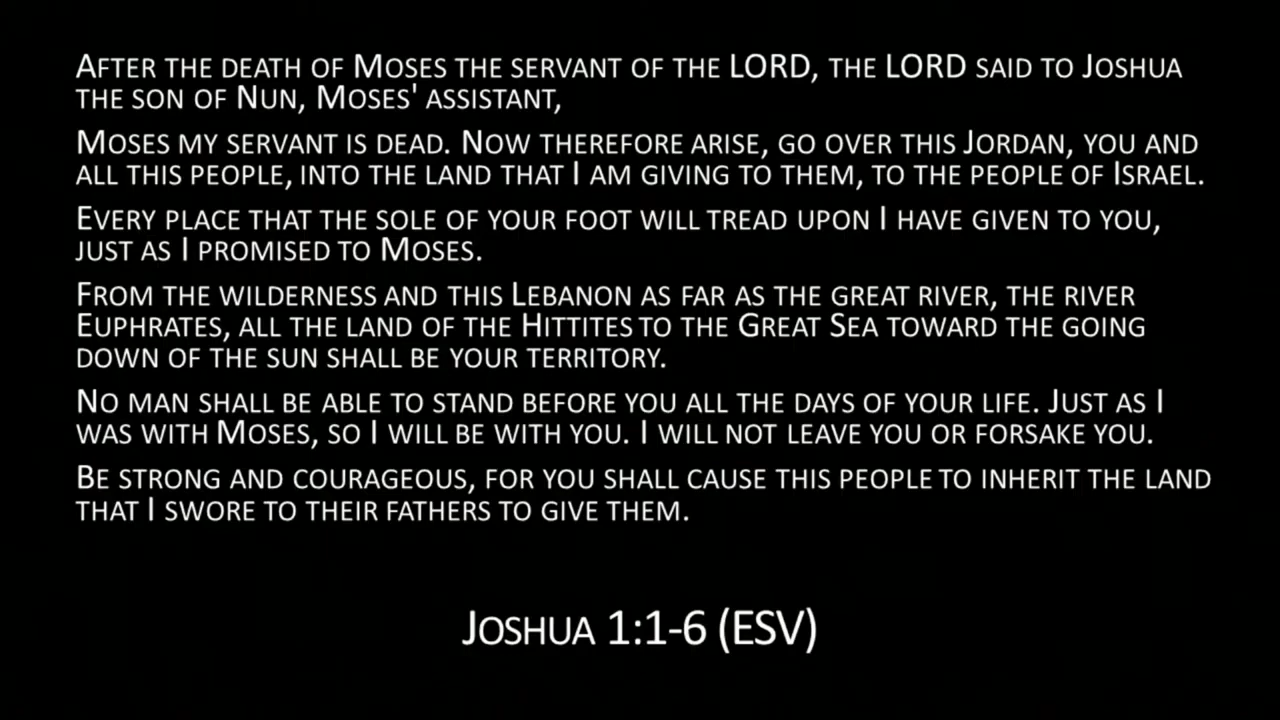 After the death of Moses the servant of the LORD, the LORD said to Joshua
the son of Nun, Moses' assistant,
Moses my servant is dead. Now therefore arise, go over this Jordan, you and
all this people, into the land that I am giving to them, to the people of Israel.
Every place that the sole of your foot will tread upon I have given to you,
just as I promised to Moses.
From the wilderness and this Lebanon as far as the great river, the river
Euphrates, all the land of the Hittites to the Great Sea toward the going
down of the sun shall be your territory.
No man shall be able to stand before you all the days of your life. Just as I
was with Moses, so I will be with you. I will not leave you or forsake you.
Be strong and courageous, for you shall cause this people to inherit the land
that I swore to their fathers to give them.
Joshua 1:1-6 (ESV)